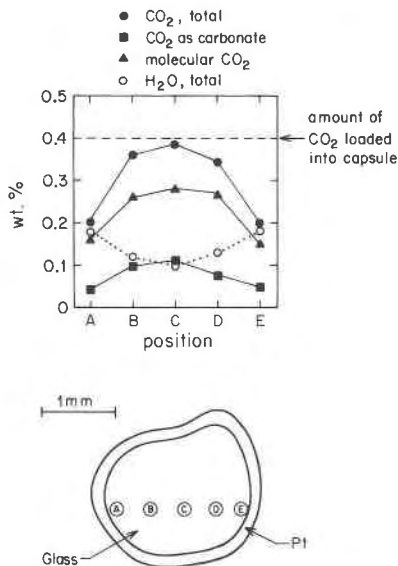 CO₂, total
CO₂ as carbonate
molecular CO₂
H₂O, total
0.5
0.4
0.3
0.2
0.1
0
wt. %
amount of
CO₂ loaded
into capsule
A B C D E
position
1mm
A B C D E
Glass
Pt